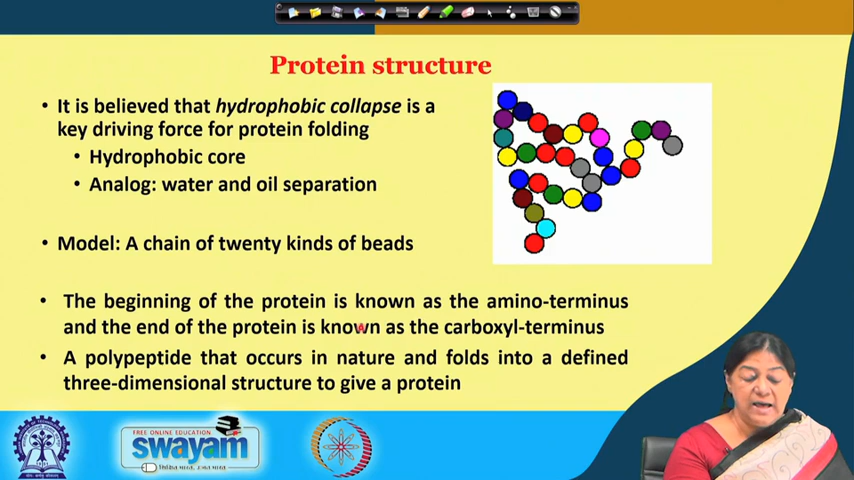 Protein structure
• It is believed that hydrophobic collapse is a
key driving force for protein folding
• Hydrophobic core
• Analog: water and oil separation
• Model: A chain of twenty kinds of beads
• The beginning of the protein is known as the amino-terminus
and the end of the protein is known as the carboxyl-terminus
• A polypeptide that occurs in nature and folds into a defined
three-dimensional structure to give a protein
FREE ONLINE EDUCATION
swayam